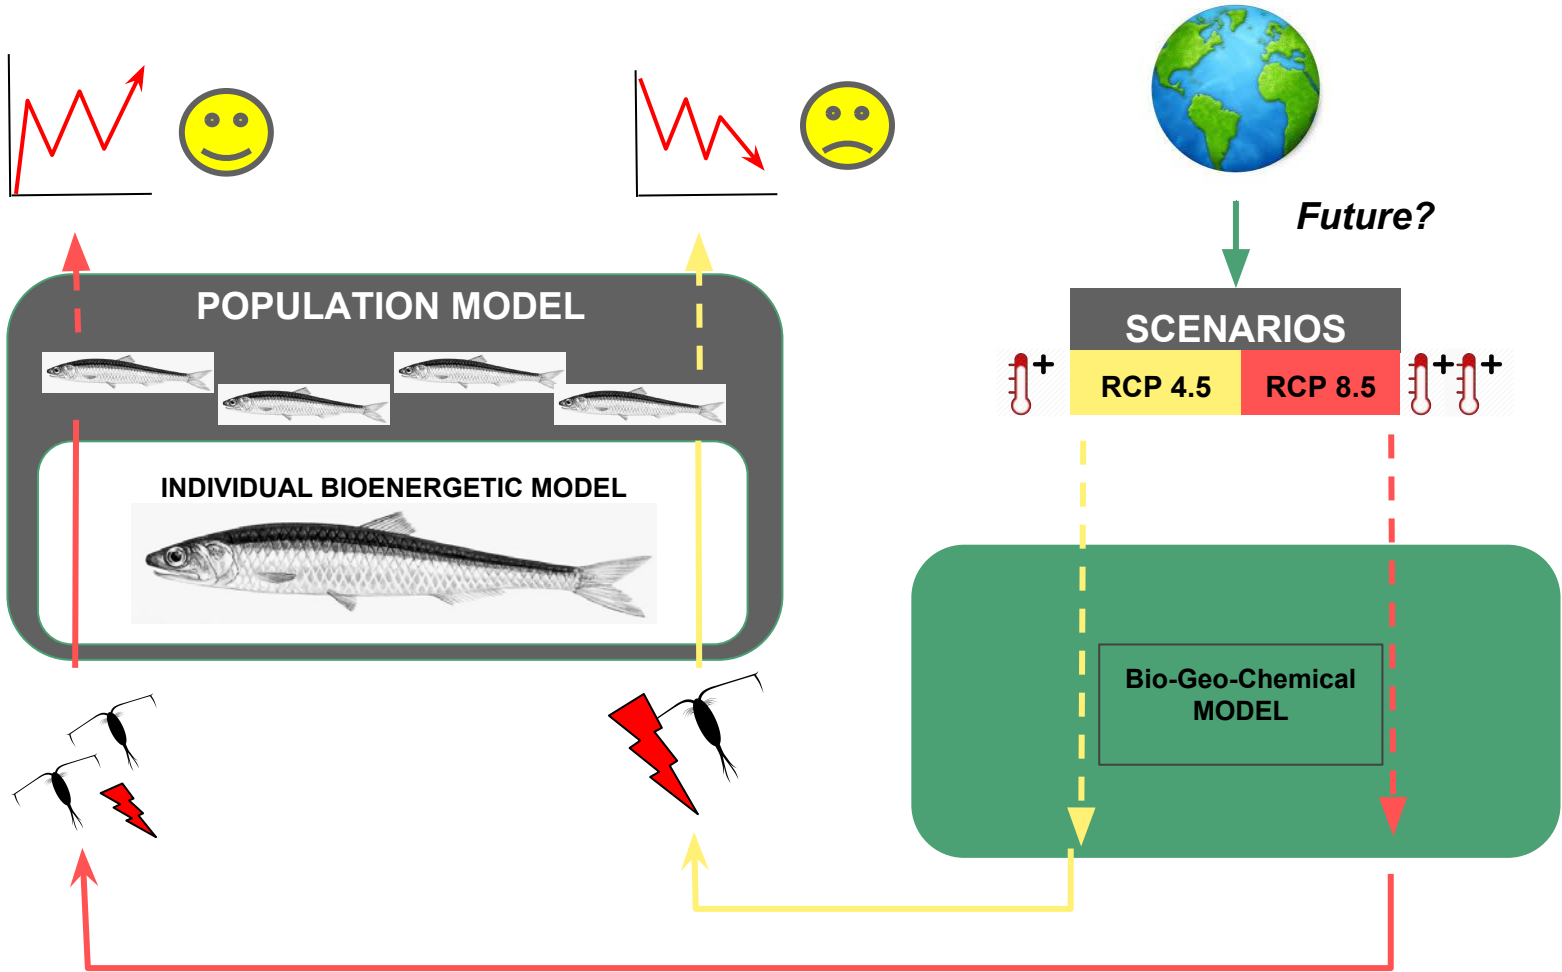 Future?
POPULATION MODEL
SCENARIOS
RCP 4.5
RCP 8.5
INDIVIDUAL BIOENERGETIC MODEL
Bio-Geo-Chemical
MODEL